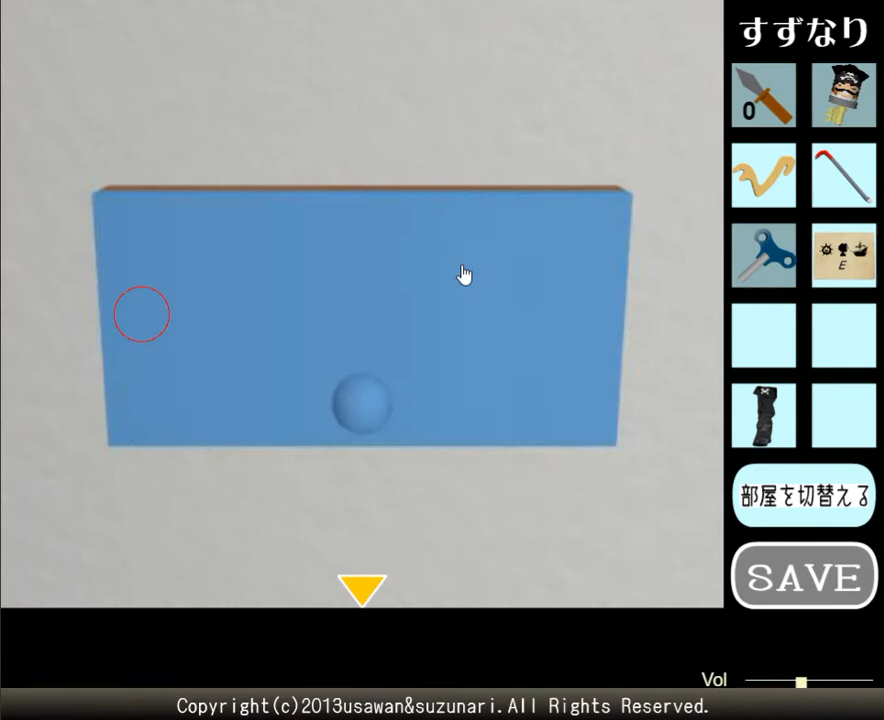 すずなり
0
E
部屋を切替える
SAVE
Vol
Copyright(c)2013usawan&suzunari.All Rights Reserved.